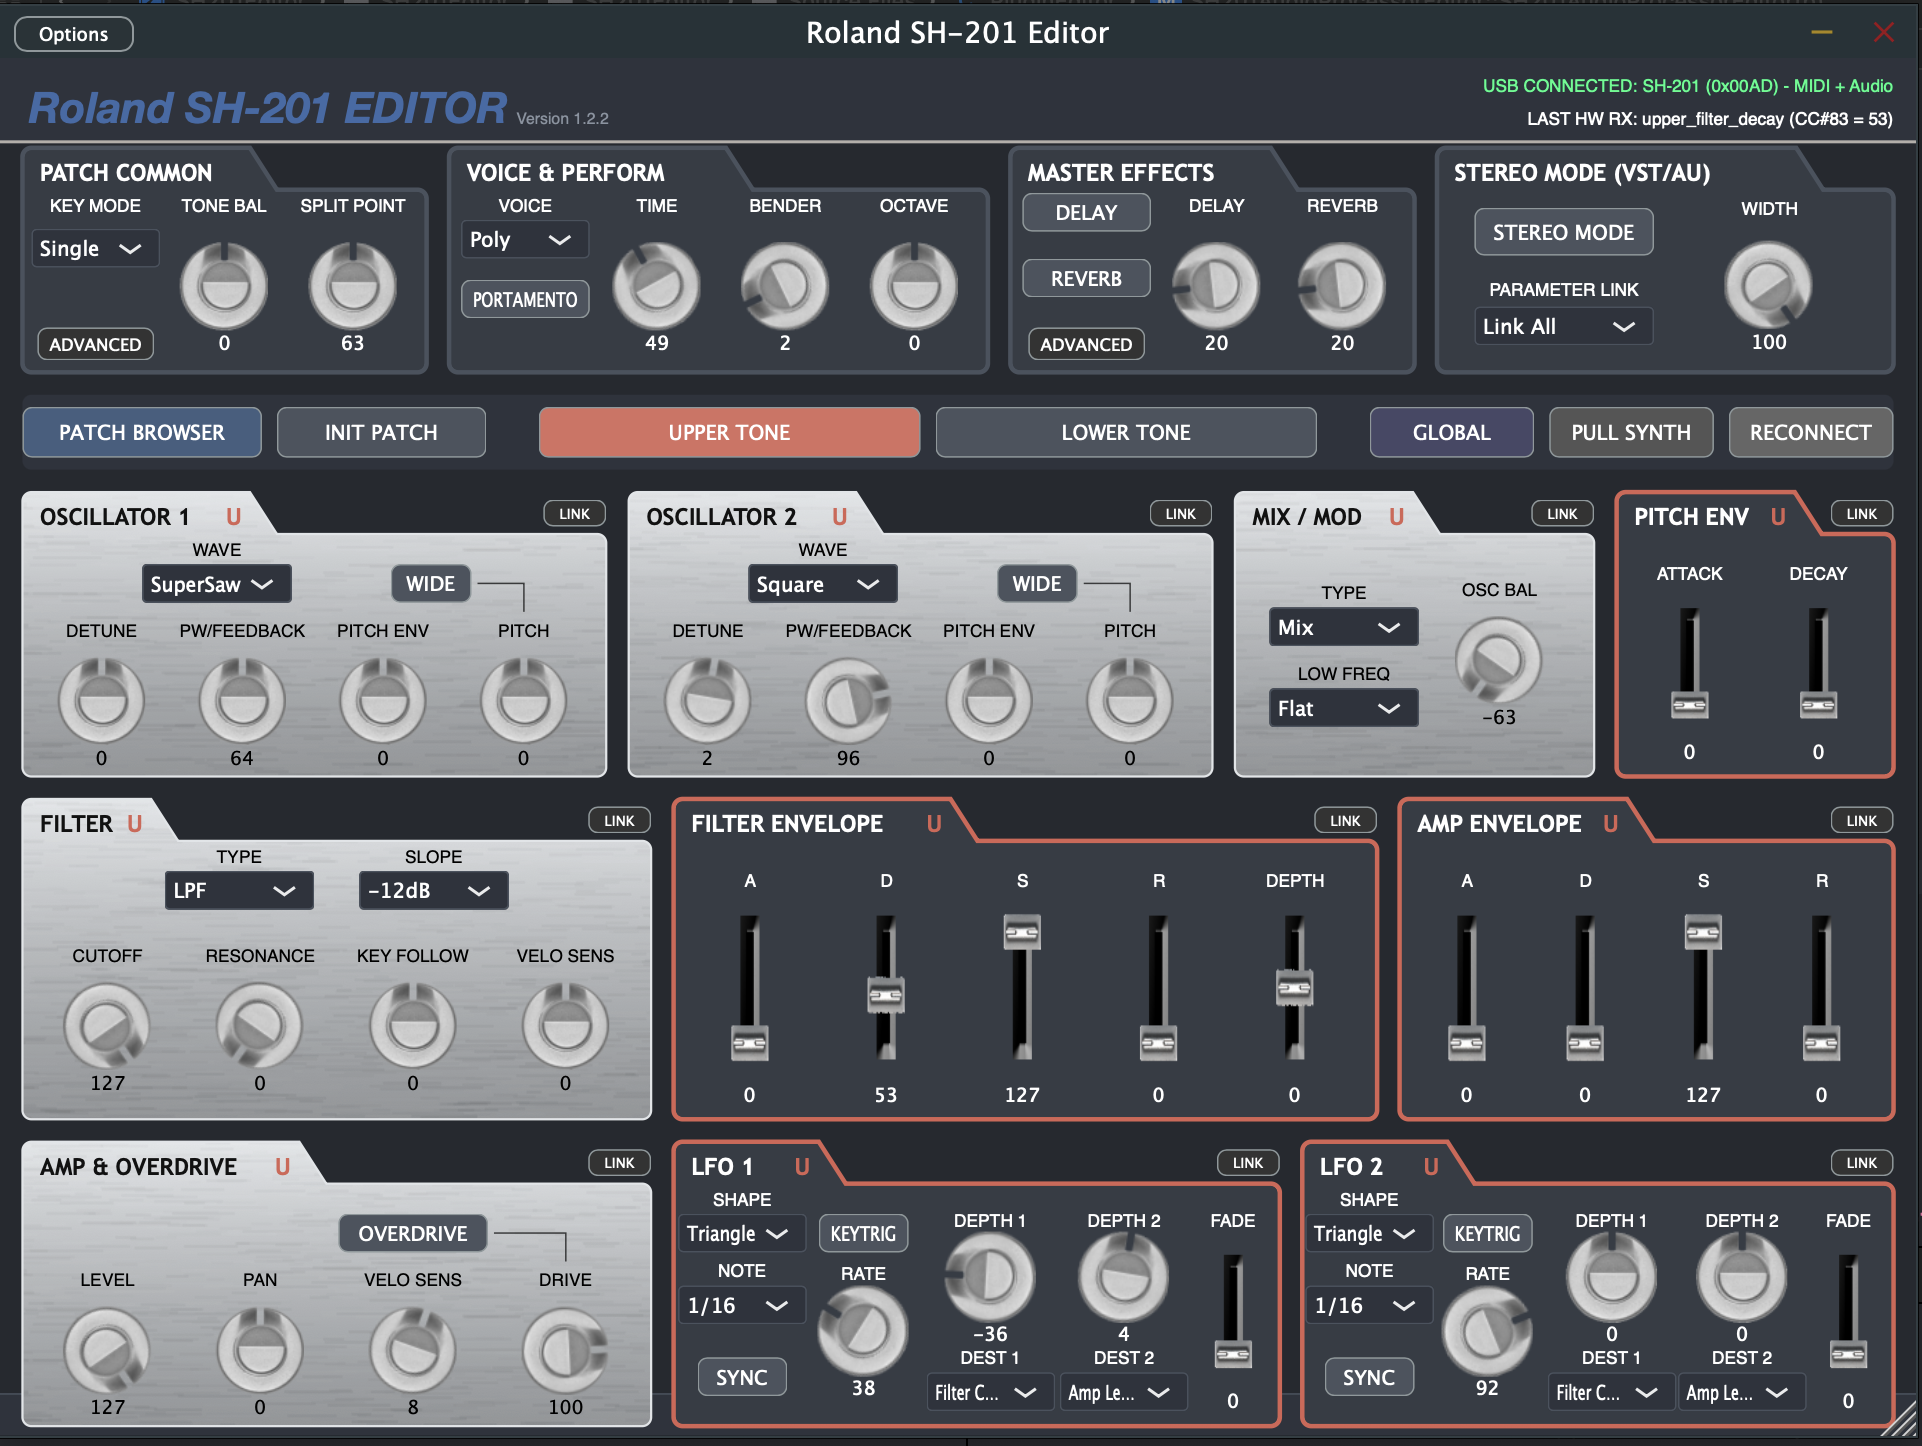 Options
Roland SH-201 Editor
Roland SH-201 EDITOR Version 1.2.2
USB CONNECTED: SH-201 (0x00AD) - MIDI + Audio
LAST HW RX: upper_filter_decay (CC#83 = 53)
PATCH COMMON
KEY MODE TONE BAL SPLIT POINT
Single
ADVANCED 0 63
VOICE & PERFORM
VOICE TIME BENDER OCTAVE
Poly
PORTAMENTO
49 2 0
MASTER EFFECTS
DELAY DELAY REVERB
REVERB
ADVANCED 20 20
STEREO MODE (VST/AU)
STEREO MODE WIDTH
PARAMETER LINK
Link All 100
PATCH BROWSER INIT PATCH UPPER TONE LOWER TONE GLOBAL PULL SYNTH RECONNECT
OSCILLATOR 1 U LINK
WAVE
SuperSaw WIDE
DETUNE PW/FEEDBACK PITCH ENV PITCH
0 64 0 0
OSCILLATOR 2 U LINK
WAVE
Square WIDE
DETUNE PW/FEEDBACK PITCH ENV PITCH
2 96 0 0
MIX / MOD U LINK
TYPE OSC BAL
Mix
LOW FREQ
Flat -63
PITCH ENV U LINK
ATTACK DECAY
0 0
FILTER U LINK
TYPE SLOPE
LPF -12dB
CUTOFF RESONANCE KEY FOLLOW VELO SENS
127 0 0 0
FILTER ENVELOPE U LINK
A D S R DEPTH
0 53 127 0 0
AMP ENVELOPE U LINK
A D S R
0 0 127 0
AMP & OVERDRIVE U LINK
OVERDRIVE
LEVEL PAN VELO SENS DRIVE
127 0 8 100
LFO 1 U LINK
SHAPE
Triangle KEYTRIG DEPTH 1 DEPTH 2 FADE
NOTE RATE
1/16
-36 4
DEST 1 DEST 2
SYNC 38 Filter C... Amp Le... 0
LFO 2 U LINK
SHAPE
Triangle KEYTRIG DEPTH 1 DEPTH 2 FADE
NOTE RATE
1/16
0 0
DEST 1 DEST 2
SYNC 92 Filter C... Amp Le... 0